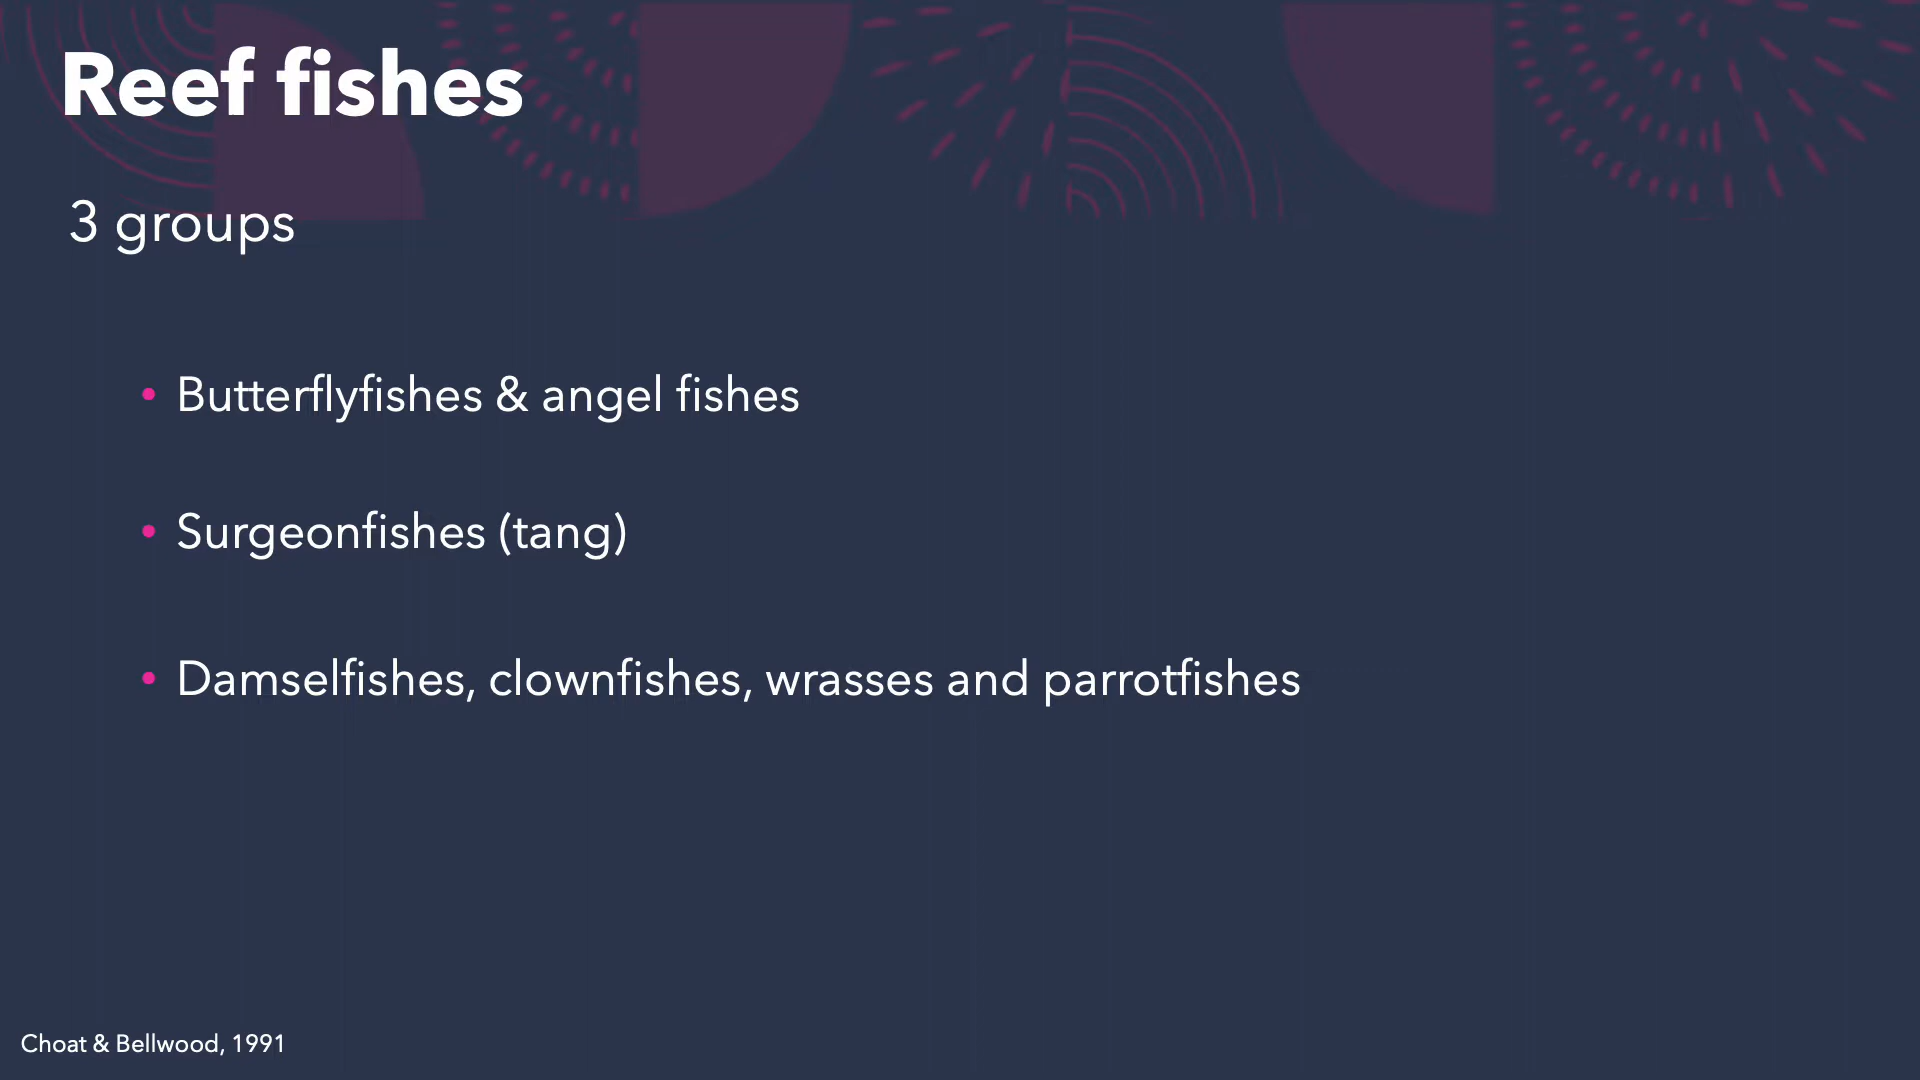 Reef fishes
3 groups
• Butterflyfishes & angel fishes
• Surgeonfishes (tang)
• Damselfishes, clownfishes, wrasses and parrotfishes
Choat & Bellwood, 1991